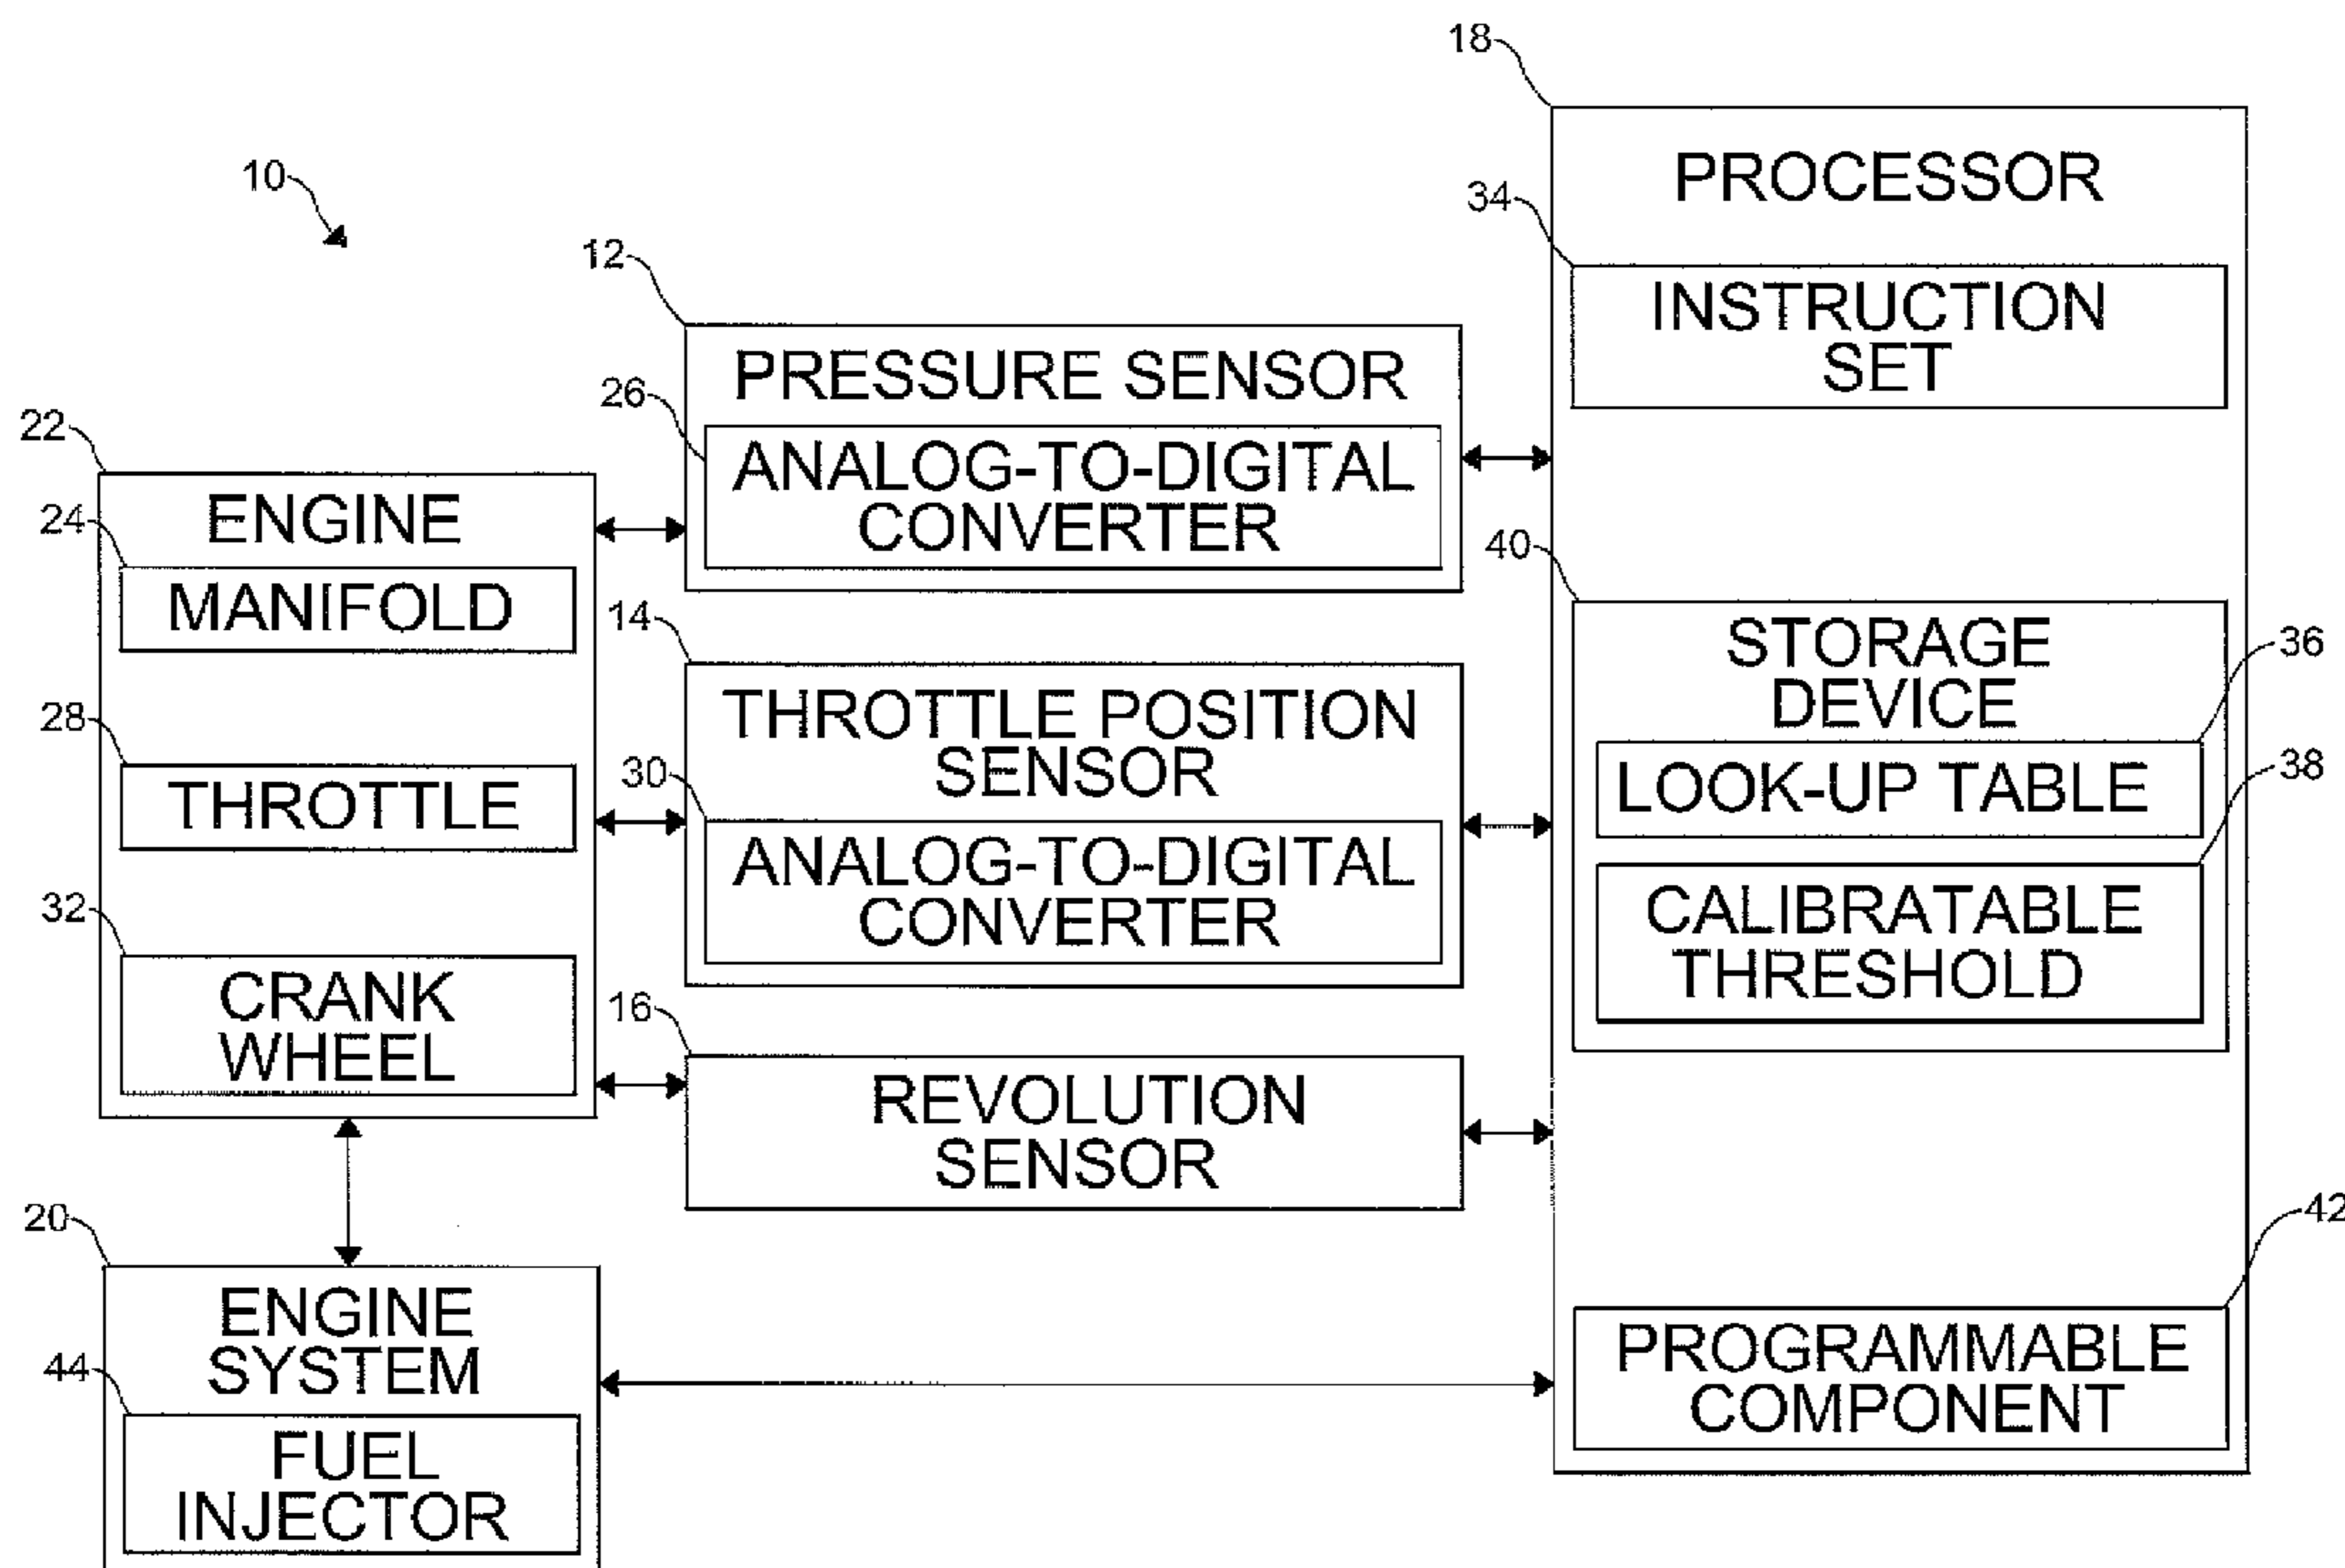 18
PROCESSOR
10
34
INSTRUCTION
SET
12
PRESSURE SENSOR
26
ANALOG-TO-DIGITAL
CONVERTER
22
ENGINE
24
MANIFOLD
28
THROTTLE
32
CRANK
WHEEL
14
THROTTLE POSITION
SENSOR
30
ANALOG-TO-DIGITAL
CONVERTER
16
REVOLUTION
SENSOR
40
STORAGE
DEVICE
36
LOOK-UP TABLE
38
CALIBRATABLE
THRESHOLD
42
PROGRAMMABLE
COMPONENT
20
ENGINE
SYSTEM
44
FUEL
INJECTOR